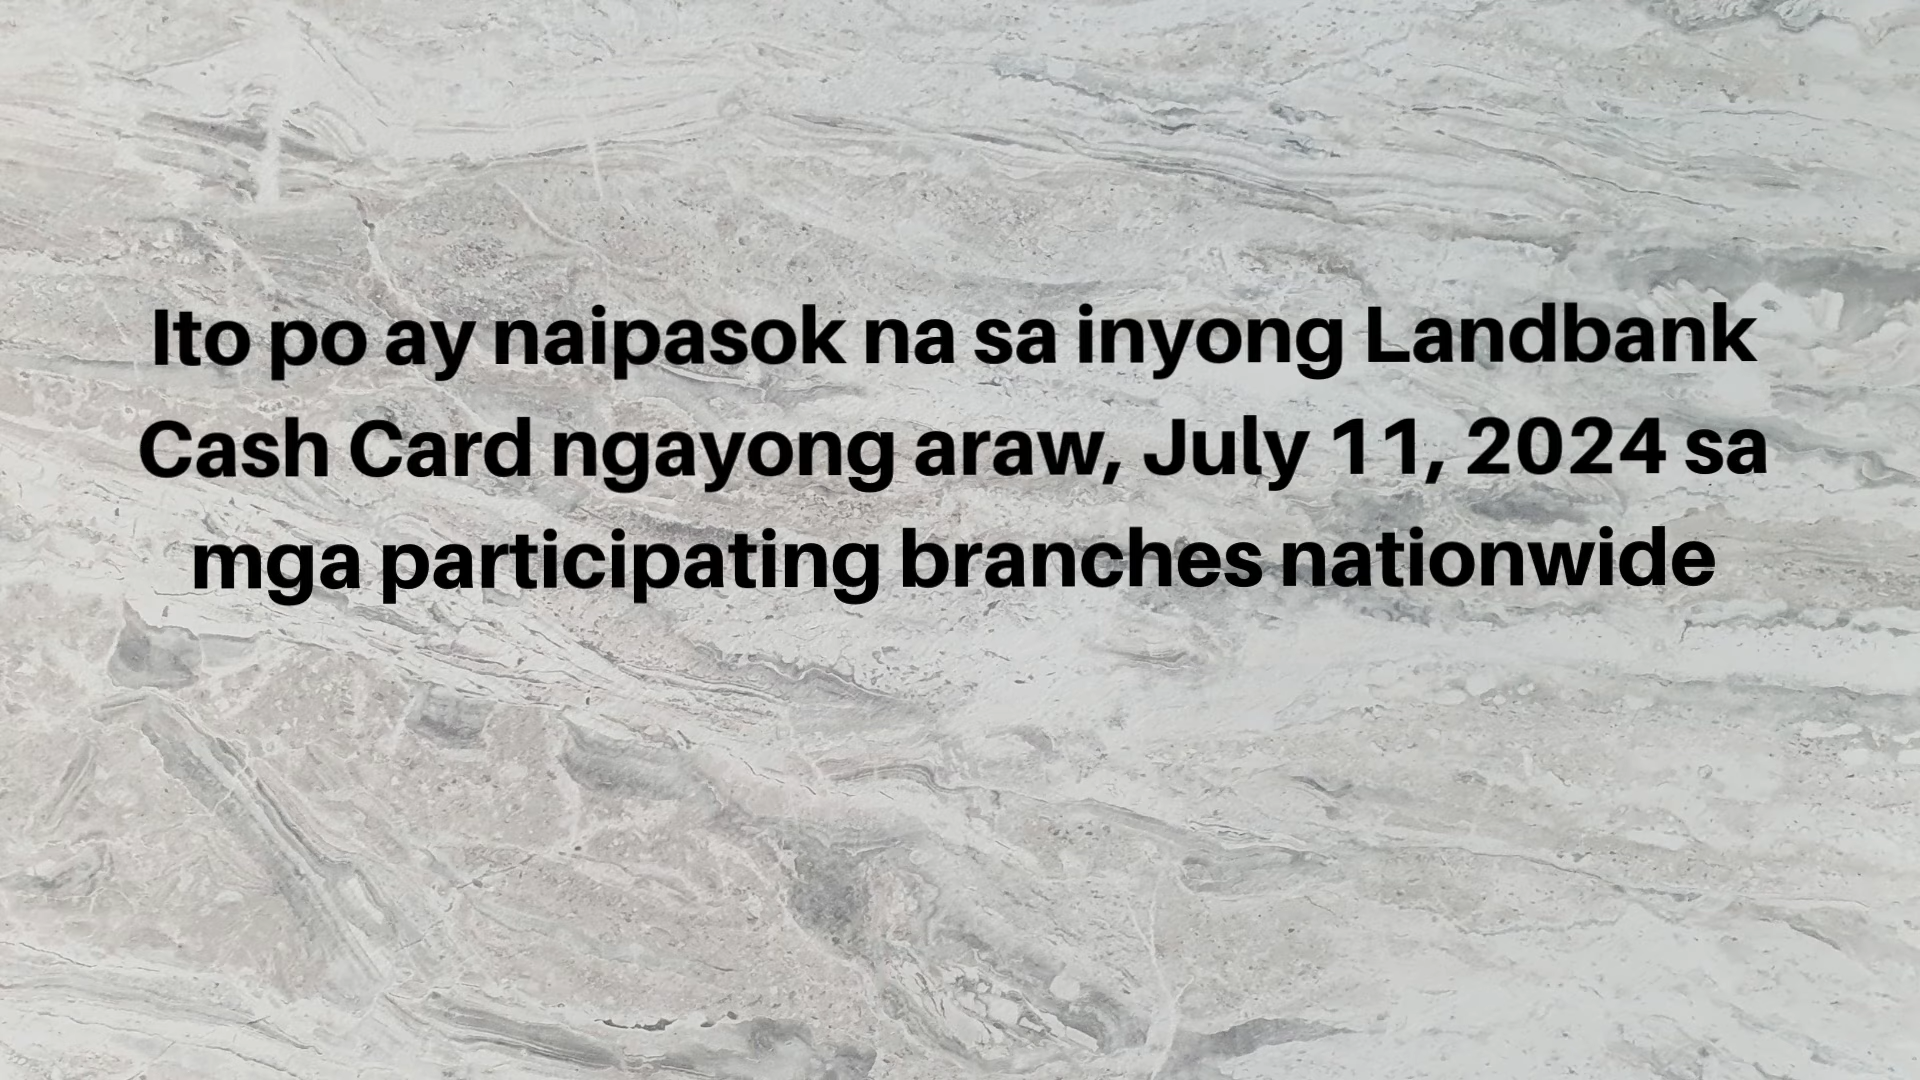 Ito po ay naipasok na sa inyong Landbank
Cash Card ngayong araw, July 11, 2024 sa
mga participating branches nationwide